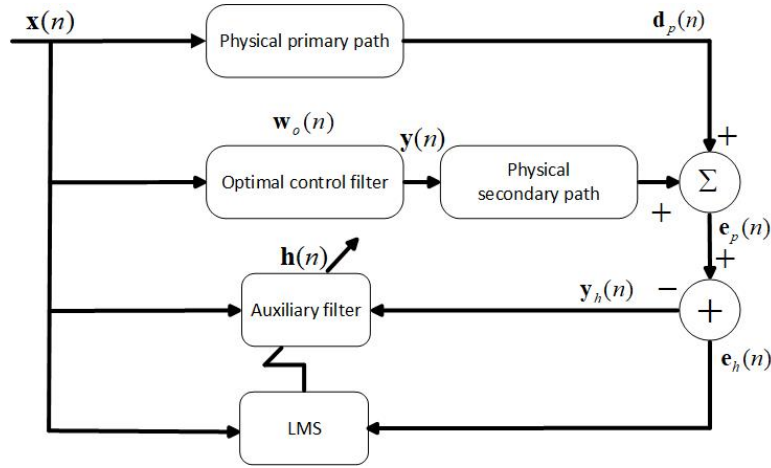 x(n)
Physical primary path
d_p(n)
w_o(n)
y(n)
+
Optimal control filter
Physical
secondary path
Σ
+
e_p(n)
h(n)
+
y_h(n)
−
Auxiliary filter
+
e_h(n)
LMS